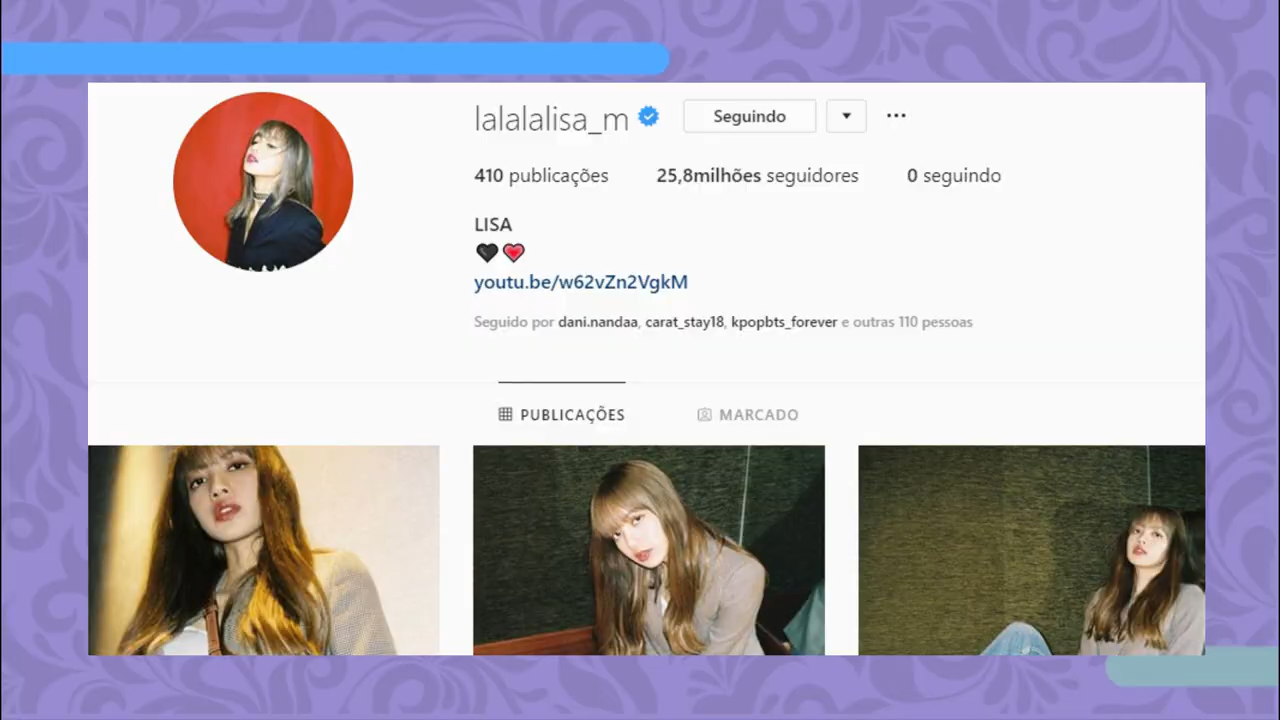 lalalalisa_m Seguindo
410 publicações 25,8milhões seguidores 0 seguindo
LISA
🖤❤️
youtu.be/w62vZn2VgkM
Seguido por dani.nandaa, carat_stay18, kpopbts_forever e outras 110 pessoas
PUBLICAÇÕES MARCADO